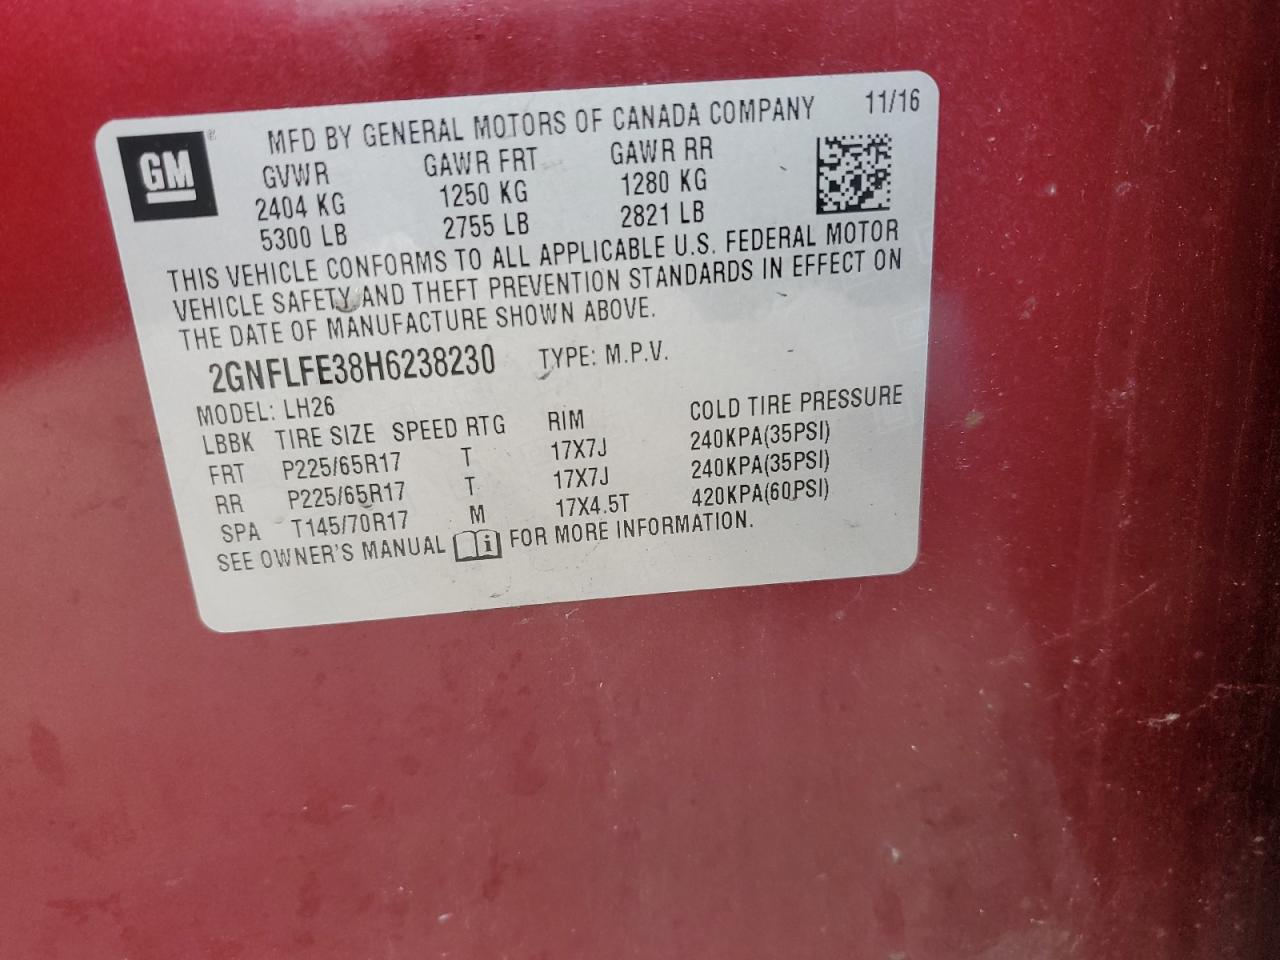 GM ®
MFD BY GENERAL MOTORS OF CANADA COMPANY 11/16
GVWR GAWR FRT GAWR RR
2404 KG 1250 KG 1280 KG
5300 LB 2755 LB 2821 LB
THIS VEHICLE CONFORMS TO ALL APPLICABLE U.S. FEDERAL MOTOR
VEHICLE SAFETY AND THEFT PREVENTION STANDARDS IN EFFECT ON
THE DATE OF MANUFACTURE SHOWN ABOVE.
2GNFLFE38H6238230 TYPE: M.P.V.
MODEL: LH26
LBBK TIRE SIZE SPEED RTG RIM COLD TIRE PRESSURE
FRT P225/65R17 T 17X7J 240KPA(35PSI)
RR P225/65R17 T 17X7J 240KPA(35PSI)
SPA T145/70R17 M 17X4.5T 420KPA(60PSI)
SEE OWNER'S MANUAL i FOR MORE INFORMATION.